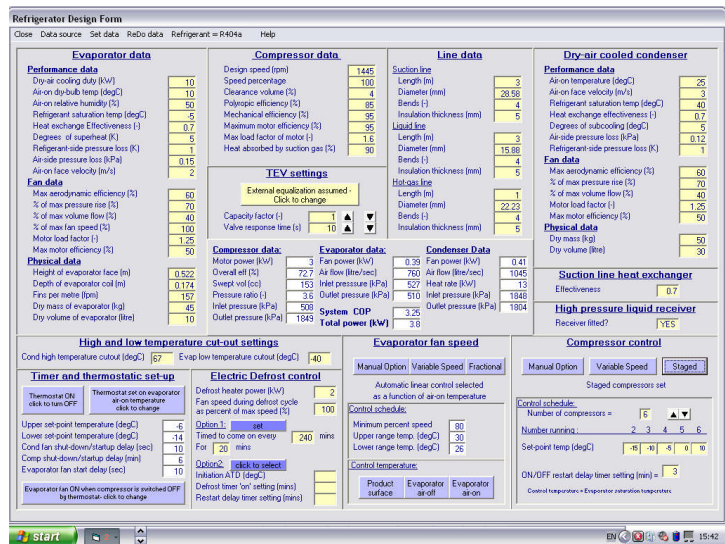 Refrigerator Design Form
Close Data source Set data ReDo data Refrigerant = R404a Help
Evaporator data
Performance data
Dry-air cooling duty (kW) 10
Air-on dry-bulb temp (degC) 10
Air-on relative humidity (%) 50
Refrigerant saturation temp (degC) -5
Heat exchange Effectiveness (-) 0.7
Degrees of superheat (K) 5
Refrigerant-side pressure loss (K) 1
Air-side pressure loss (kPa) 0.15
Air-on face velocity (m/s) 2
Fan data
Max aerodynamic efficiency (%) 60
% of max pressure rise (%) 70
% of max volume flow (%) 40
% of max fan speed (%) 100
Motor load factor (-) 1.25
Max motor efficiency (%) 50
Physical data
Height of evaporator face (m) 0.522
Depth of evaporator coil (m) 0.174
Fins per metre (fpm) 157
Dry mass of evaporator (kg) 45
Dry volume of evaporator (litre) 10
Compressor data
Design speed (rpm) 1445
Speed percentage 100
Clearance volume (%) 4
Polyropic efficiency (%) 85
Mechanical efficiency (%) 95
Maximum motor efficiency (%) 95
Max load factor of motor (-) 1.6
Heat absorbed by suction gas (%) 90
TEV settings
External equalization assumed -
Click to change
Capacity factor (-) 1
Valve response time (s) 10
Line data
Suction line
Length (m) 3
Diameter (mm) 28.58
Bends (-) 4
Insulation thickness (mm) 5
Liquid line
Length (m) 3
Diameter (mm) 15.88
Bends (-) 4
Insulation thickness (mm) 5
Hot-gas line
Length (m) 1
Diameter (mm) 22.23
Bends (-) 4
Insulation thickness (mm) 5
Dry-air cooled condenser
Performance data
Air-on temperature (degC) 25
Air-on face velocity (m/s) 3
Refrigerant saturation temp (degC) 40
Heat exchange effectiveness (-) 0.7
Degrees of subcooling (degC) 5
Air-side pressure loss (kPa) 0.12
Refrigerant-side pressure loss (K) 1
Fan data
Max aerodynamic efficiency (%) 60
% of max pressure rise (%) 70
% of max volume flow (%) 40
Motor load factor (-) 1.25
Max motor efficiency (%) 50
Physical data
Dry mass (kg) 50
Dry volume (litre) 30
Compressor data:
Motor power (kW) 3
Overall eff (%) 72.7
Swept vol (cc) 153
Pressure ratio (-) 3.6
Inlet pressure (kPa) 508
Outlet pressure (kPa) 1849
Evaporator data:
Fan power (kW) 0.39
Air flow (litre/sec) 760
Inlet presssure (kPa) 527
Outlet pressure (kPa) 510
System COP 3.25
Total power (kW) 3.8
Condenser Data
Fan power (kW) 0.41
Air flow (litre/sec) 1045
Heat rate (kW) 13
Inlet pressure (kPa) 1848
Outlet pressure (kPa) 1804
Suction line heat exchanger
Effectiveness 0.7
High pressure liquid receiver
Receiver fitted? YES
High and low temperature cut-out settings
Cond high temperature cutout (degC) 67 Evap low temperature cutout (degC) -40
Timer and thermostatic set-up
Thermostat ON
click to turn OFF
Thermostat set on evaporator
air-on temperature
click to change
Upper set-point temperature (degC) -6
Lower set-point temperature (degC) -14
Cond fan shut-down/startup delay (sec) 10
Comp shut-down/startup delay (min) 6
Evaporator fan start delay (sec) 10
Evaporator fan ON when compressor is switched OFF
by thermostat- click to change
Electric Defrost control
Defrost heater power (kW) 2
Fan speed during defrost cycle
as percent of max speed (%) 100
Option 1: set
Timed to come on every 240 mins
For 20 mins
Option2 click to select
Initiation ATD (degC)
Defrost timer 'on' setting (mins)
Restart delay timer setting (mins)
Evaporator fan speed
Manual Option Variable Speed Fractional
Automatic linear control selected
as a function of air-on temperature
Control schedule:
Minimum percent speed 80
Upper range temp. (degC) 30
Lower range temp. (degC) 26
Control temperature:
Product
surface
Evaporator
air-off
Evaporator
air-on
Compressor control
Manual Option Variable Speed Staged
Staged compressors set
Control schedule:
Number of compressors = 6
Number running : 2 3 4 5 6
Set-point temp (degC) -15 -10 -5 0 10
ON/OFF restart delay timer setting (min) = 3
Control temperature = Evaporator saturation temperature
start
EN 15:42